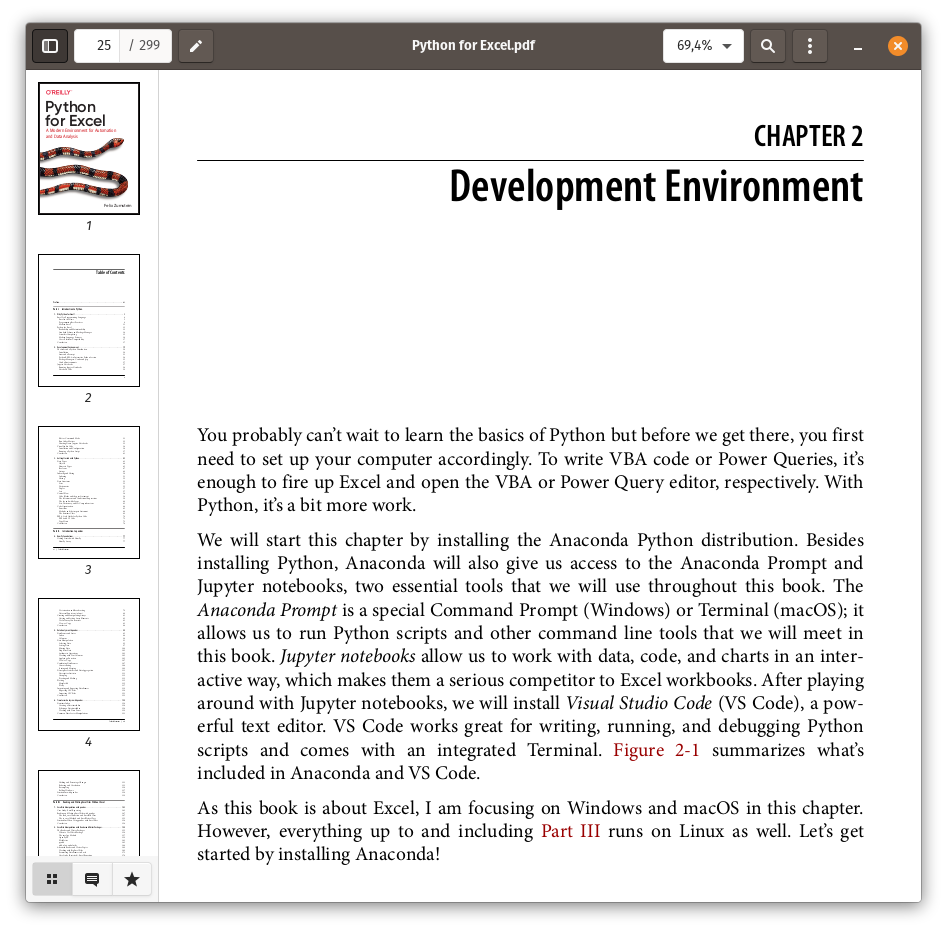 25 / 299
Python for Excel.pdf
69,4%
O'REILLY
Python
for Excel
A Modern Environment for Automation
and Data Analysis
Felix Zumstein
1
Table of Contents
2
3
4
CHAPTER 2
Development Environment
You probably can’t wait to learn the basics of Python but before we get there, you first
need to set up your computer accordingly. To write VBA code or Power Queries, it’s
enough to fire up Excel and open the VBA or Power Query editor, respectively. With
Python, it’s a bit more work.
We will start this chapter by installing the Anaconda Python distribution. Besides
installing Python, Anaconda will also give us access to the Anaconda Prompt and
Jupyter notebooks, two essential tools that we will use throughout this book. The
Anaconda Prompt is a special Command Prompt (Windows) or Terminal (macOS); it
allows us to run Python scripts and other command line tools that we will meet in
this book. Jupyter notebooks allow us to work with data, code, and charts in an inter-
active way, which makes them a serious competitor to Excel workbooks. After playing
around with Jupyter notebooks, we will install Visual Studio Code (VS Code), a pow-
erful text editor. VS Code works great for writing, running, and debugging Python
scripts and comes with an integrated Terminal. Figure 2-1 summarizes what’s
included in Anaconda and VS Code.
As this book is about Excel, I am focusing on Windows and macOS in this chapter.
However, everything up to and including Part III runs on Linux as well. Let’s get
started by installing Anaconda!